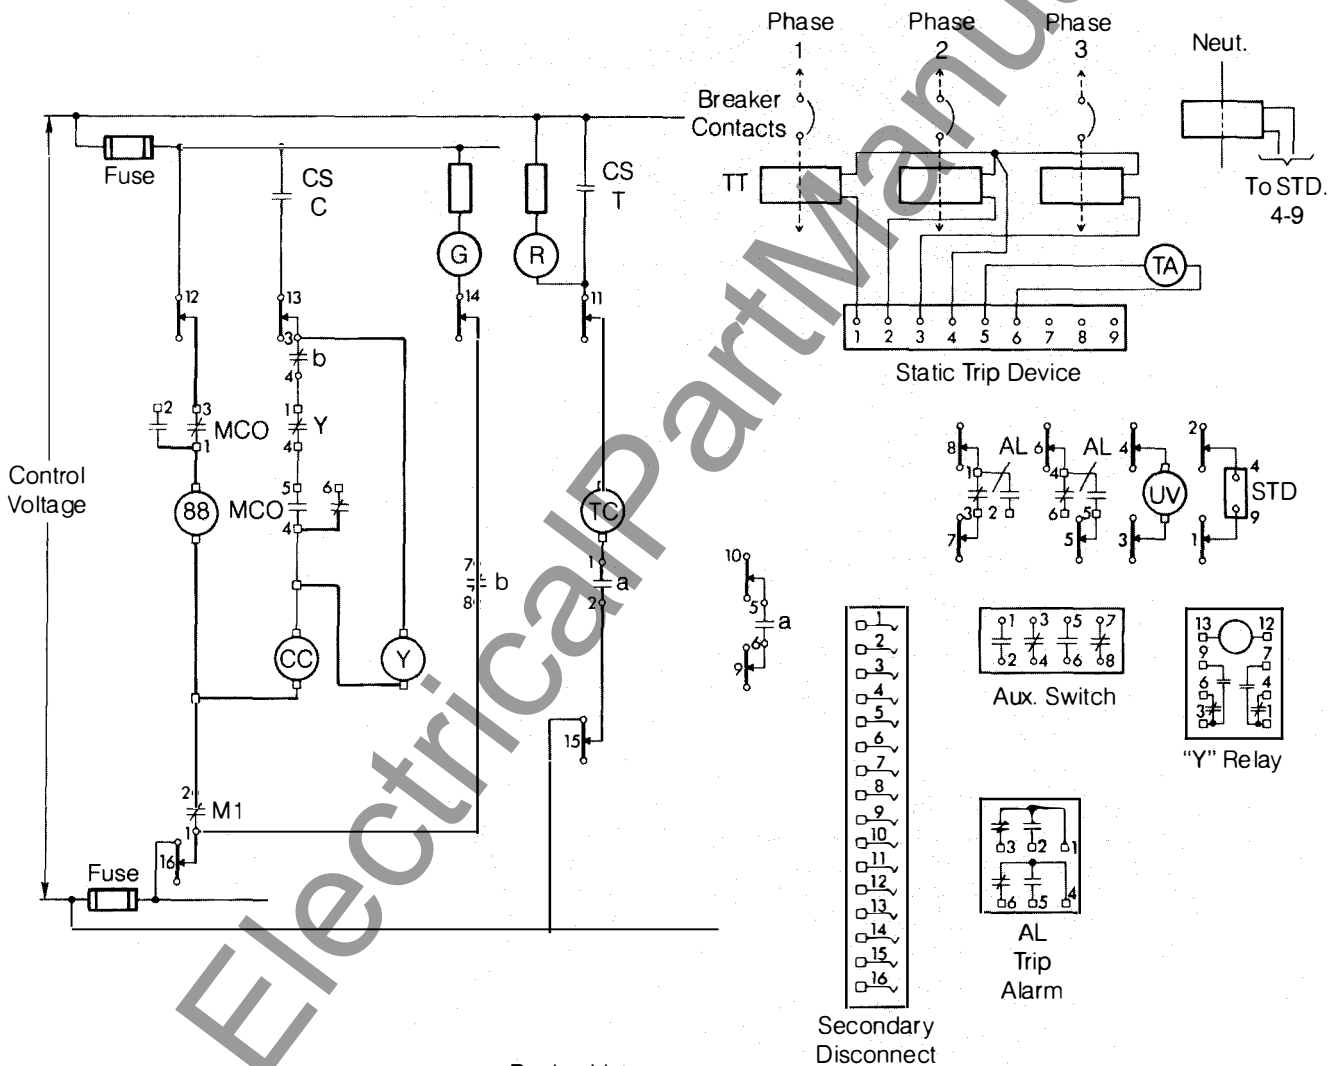 Phase
1
Phase
2
Phase
3
Neut.
Breaker
Contacts
TT
To STD.
4-9
TA
1 2 3 4 5 6 7 8 9
Static Trip Device
Fuse
CS
C
CS
T
G
R
12
13
14
11
3
b
4
2
3
MCO
1
1
Y
4
Control
Voltage
88
5
MCO
6
4
TC
7
b
8
1
a
2
CC
Y
15
2
M1
1
16
Fuse
10
5
a
6
9
8
AL
1
3
2
7
6
AL
4
6
5
5
4
UV
3
2
4
STD
9
1
1
2
3
4
5
6
7
8
9
10
11
12
13
14
15
16
Secondary
Disconnect
1 3 5 7
2 4 6 8
Aux. Switch
13 12
9 7
6 4
3 1
“Y” Relay
3 2 1
6 5 4
AL
Trip
Alarm
ElectricalPartManu